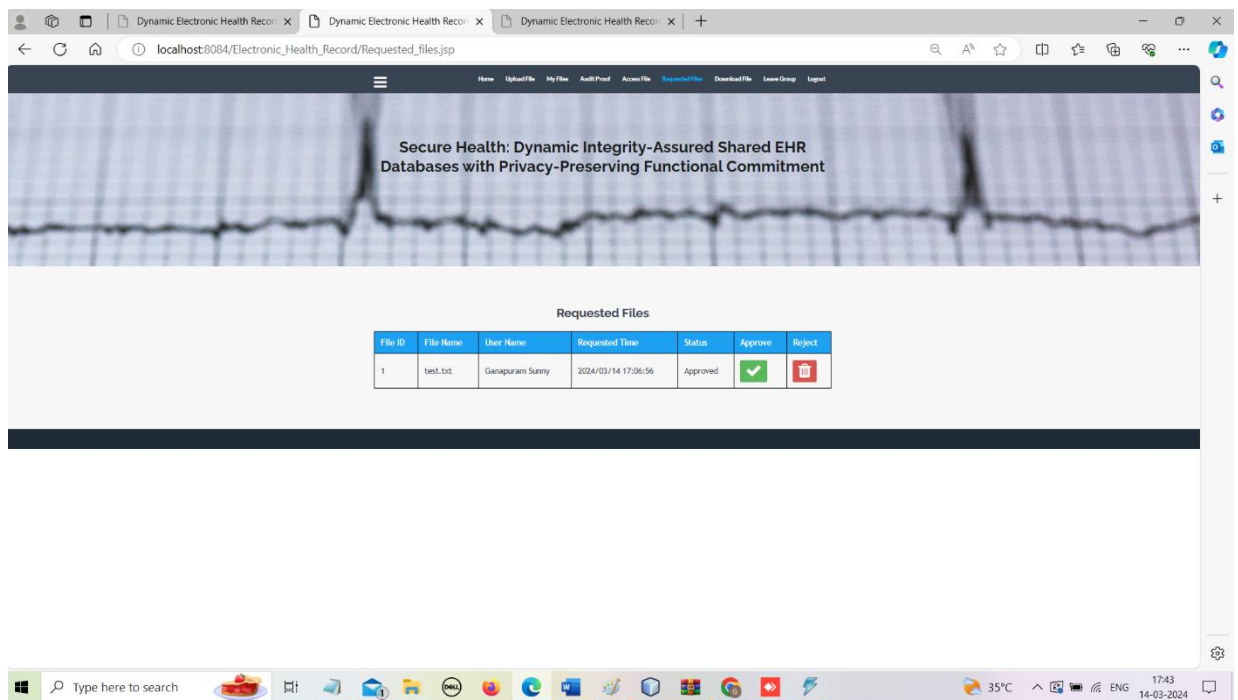 Dynamic Electronic Health Recor
Dynamic Electronic Health Recor
Dynamic Electronic Health Recor
localhost:8084/Electronic_Health_Record/Requested_files.jsp
Home Upload File My Files Audit Proof Access File Requested Files Download File Leave Group Logout
Secure Health: Dynamic Integrity-Assured Shared EHR
Databases with Privacy-Preserving Functional Commitment
Requested Files
File ID File Name User Name Requested Time Status Approve Reject
1 test.txt Ganapuram Sunny 2024/03/14 17:06:56 Approved
Type here to search
DELL
35°C
ENG
17:43
14-03-2024